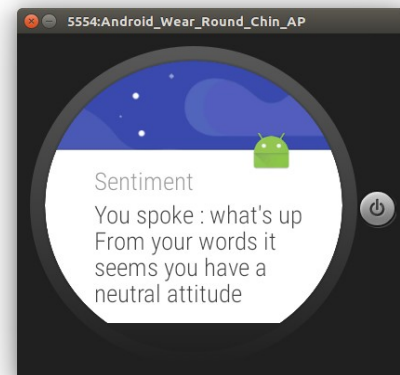 5554:Android_Wear_Round_Chin_AP
Sentiment
You spoke : what's up
From your words it
seems you have a
neutral attitude